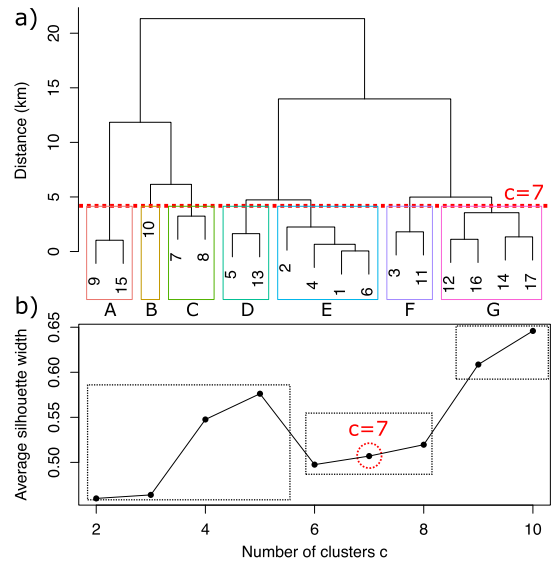 a)
Distance (km)
20
15
10
5
0
c=7
9 15 10 7 8 5 13 2 4 1 6 3 11 12 16 14 17
A B C D E F G
b)
Average silhouette width
0.65
0.60
0.55
0.50
c=7
2 4 6 8 10
Number of clusters c